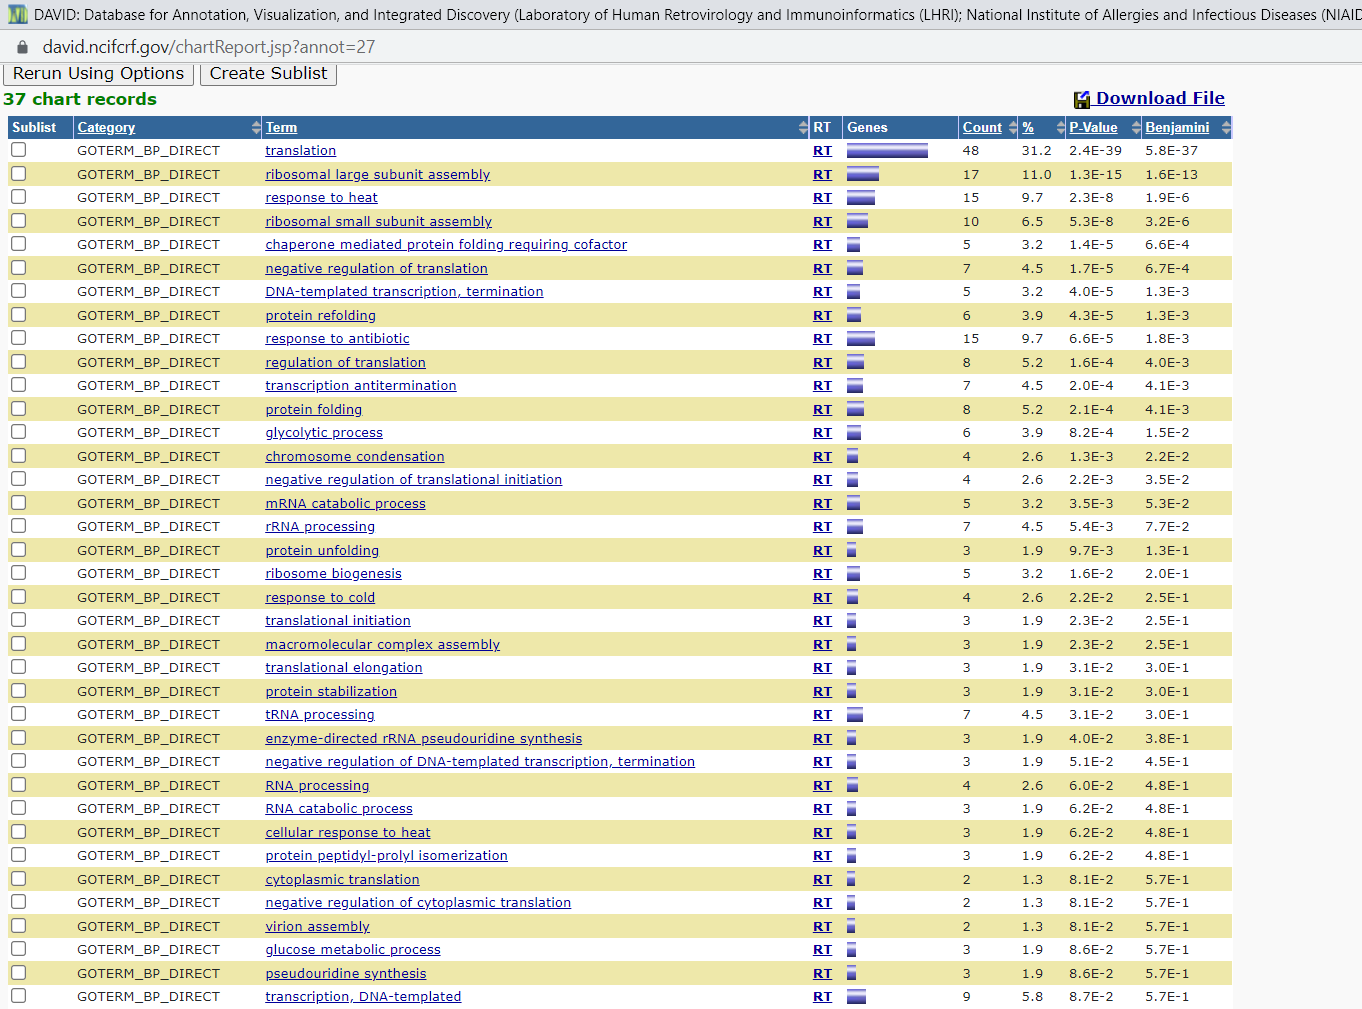 DAVID: Database for Annotation, Visualization, and Integrated Discovery (Laboratory of Human Retrovirology and Immunoinformatics (LHRI); National Institute of Allergies and Infectious Diseases (NIAID
david.ncifcrf.gov/chartReport.jsp?annot=27
Rerun Using Options Create Sublist
37 chart records Download File
Sublist Category Term RT Genes Count % P-Value Benjamini
GOTERM_BP_DIRECT translation RT 48 31.2 2.4E-39 5.8E-37
GOTERM_BP_DIRECT ribosomal large subunit assembly RT 17 11.0 1.3E-15 1.6E-13
GOTERM_BP_DIRECT response to heat RT 15 9.7 2.3E-8 1.9E-6
GOTERM_BP_DIRECT ribosomal small subunit assembly RT 10 6.5 5.3E-8 3.2E-6
GOTERM_BP_DIRECT chaperone mediated protein folding requiring cofactor RT 5 3.2 1.4E-5 6.6E-4
GOTERM_BP_DIRECT negative regulation of translation RT 7 4.5 1.7E-5 6.7E-4
GOTERM_BP_DIRECT DNA-templated transcription, termination RT 5 3.2 4.0E-5 1.3E-3
GOTERM_BP_DIRECT protein refolding RT 6 3.9 4.3E-5 1.3E-3
GOTERM_BP_DIRECT response to antibiotic RT 15 9.7 6.6E-5 1.8E-3
GOTERM_BP_DIRECT regulation of translation RT 8 5.2 1.6E-4 4.0E-3
GOTERM_BP_DIRECT transcription antitermination RT 7 4.5 2.0E-4 4.1E-3
GOTERM_BP_DIRECT protein folding RT 8 5.2 2.1E-4 4.1E-3
GOTERM_BP_DIRECT glycolytic process RT 6 3.9 8.2E-4 1.5E-2
GOTERM_BP_DIRECT chromosome condensation RT 4 2.6 1.3E-3 2.2E-2
GOTERM_BP_DIRECT negative regulation of translational initiation RT 4 2.6 2.2E-3 3.5E-2
GOTERM_BP_DIRECT mRNA catabolic process RT 5 3.2 3.5E-3 5.3E-2
GOTERM_BP_DIRECT rRNA processing RT 7 4.5 5.4E-3 7.7E-2
GOTERM_BP_DIRECT protein unfolding RT 3 1.9 9.7E-3 1.3E-1
GOTERM_BP_DIRECT ribosome biogenesis RT 5 3.2 1.6E-2 2.0E-1
GOTERM_BP_DIRECT response to cold RT 4 2.6 2.2E-2 2.5E-1
GOTERM_BP_DIRECT translational initiation RT 3 1.9 2.3E-2 2.5E-1
GOTERM_BP_DIRECT macromolecular complex assembly RT 3 1.9 2.3E-2 2.5E-1
GOTERM_BP_DIRECT translational elongation RT 3 1.9 3.1E-2 3.0E-1
GOTERM_BP_DIRECT protein stabilization RT 3 1.9 3.1E-2 3.0E-1
GOTERM_BP_DIRECT tRNA processing RT 7 4.5 3.1E-2 3.0E-1
GOTERM_BP_DIRECT enzyme-directed rRNA pseudouridine synthesis RT 3 1.9 4.0E-2 3.8E-1
GOTERM_BP_DIRECT negative regulation of DNA-templated transcription, termination RT 3 1.9 5.1E-2 4.5E-1
GOTERM_BP_DIRECT RNA processing RT 4 2.6 6.0E-2 4.8E-1
GOTERM_BP_DIRECT RNA catabolic process RT 3 1.9 6.2E-2 4.8E-1
GOTERM_BP_DIRECT cellular response to heat RT 3 1.9 6.2E-2 4.8E-1
GOTERM_BP_DIRECT protein peptidyl-prolyl isomerization RT 3 1.9 6.2E-2 4.8E-1
GOTERM_BP_DIRECT cytoplasmic translation RT 2 1.3 8.1E-2 5.7E-1
GOTERM_BP_DIRECT negative regulation of cytoplasmic translation RT 2 1.3 8.1E-2 5.7E-1
GOTERM_BP_DIRECT virion assembly RT 2 1.3 8.1E-2 5.7E-1
GOTERM_BP_DIRECT glucose metabolic process RT 3 1.9 8.6E-2 5.7E-1
GOTERM_BP_DIRECT pseudouridine synthesis RT 3 1.9 8.6E-2 5.7E-1
GOTERM_BP_DIRECT transcription, DNA-templated RT 9 5.8 8.7E-2 5.7E-1